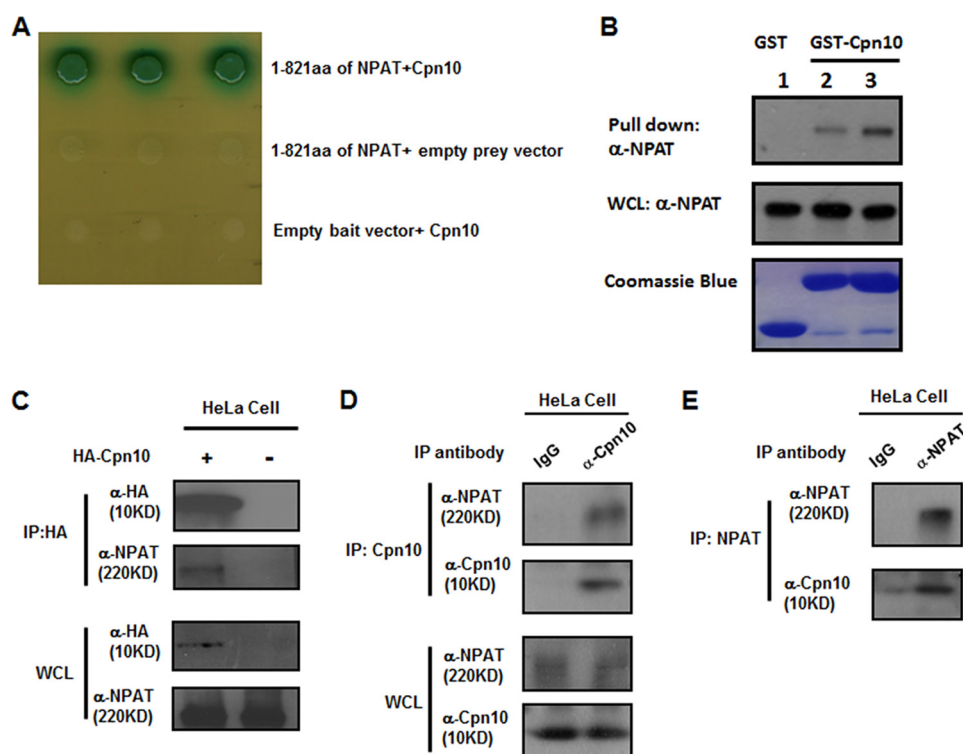 A
1-821aa of NPAT+Cpn10
1-821aa of NPAT+ empty prey vector
Empty bait vector+ Cpn10
B
GST GST-Cpn10
1 2 3
Pull down:
α-NPAT
WCL: α-NPAT
Coomassie Blue
C
HeLa Cell
HA-Cpn10 + -
IP:HA
α-HA
(10KD)
α-NPAT
(220KD)
WCL
α-HA
(10KD)
α-NPAT
(220KD)
D
HeLa Cell
IP antibody IgG α-Cpn10
IP: Cpn10
α-NPAT
(220KD)
α-Cpn10
(10KD)
WCL
α-NPAT
(220KD)
α-Cpn10
(10KD)
E
HeLa Cell
IP antibody IgG α-NPAT
IP: NPAT
α-NPAT
(220KD)
α-Cpn10
(10KD)